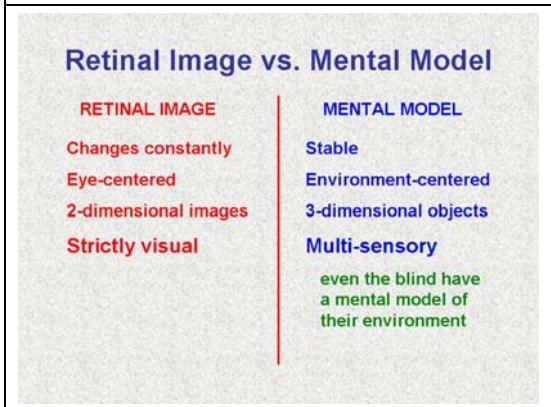 Retinal Image vs. Mental Model
RETINAL IMAGE
Changes constantly
Eye-centered
2-dimensional images
Strictly visual
MENTAL MODEL
Stable
Environment-centered
3-dimensional objects
Multi-sensory
even the blind have
a mental model of
their environment